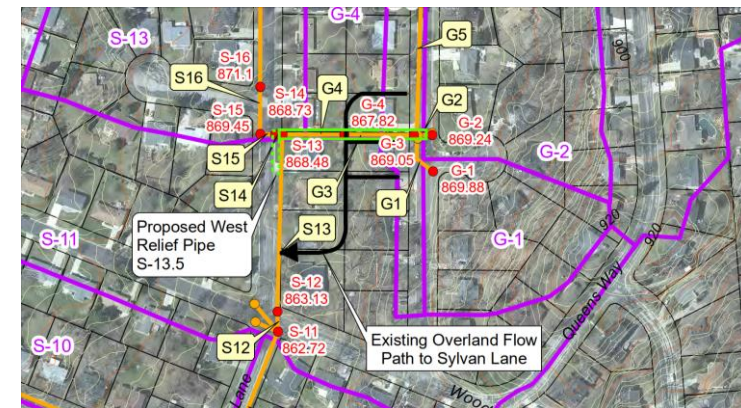 G-4
S-13
G5
S-16
871.1
S16
S-14
868.73
G4
G-4
867.82
G2
900
S-15
869.45
G-2
869.24
S15
S-13
868.48
G-3
869.05
G-2
S14
G3
G1
G-1
869.88
920
Proposed West
Relief Pipe
S-13.5
S13
S-11
G-1
920
Queens Way
S-12
863.13
S-10
S12
S-11
862.72
Existing Overland Flow
Path to Sylvan Lane
Lane